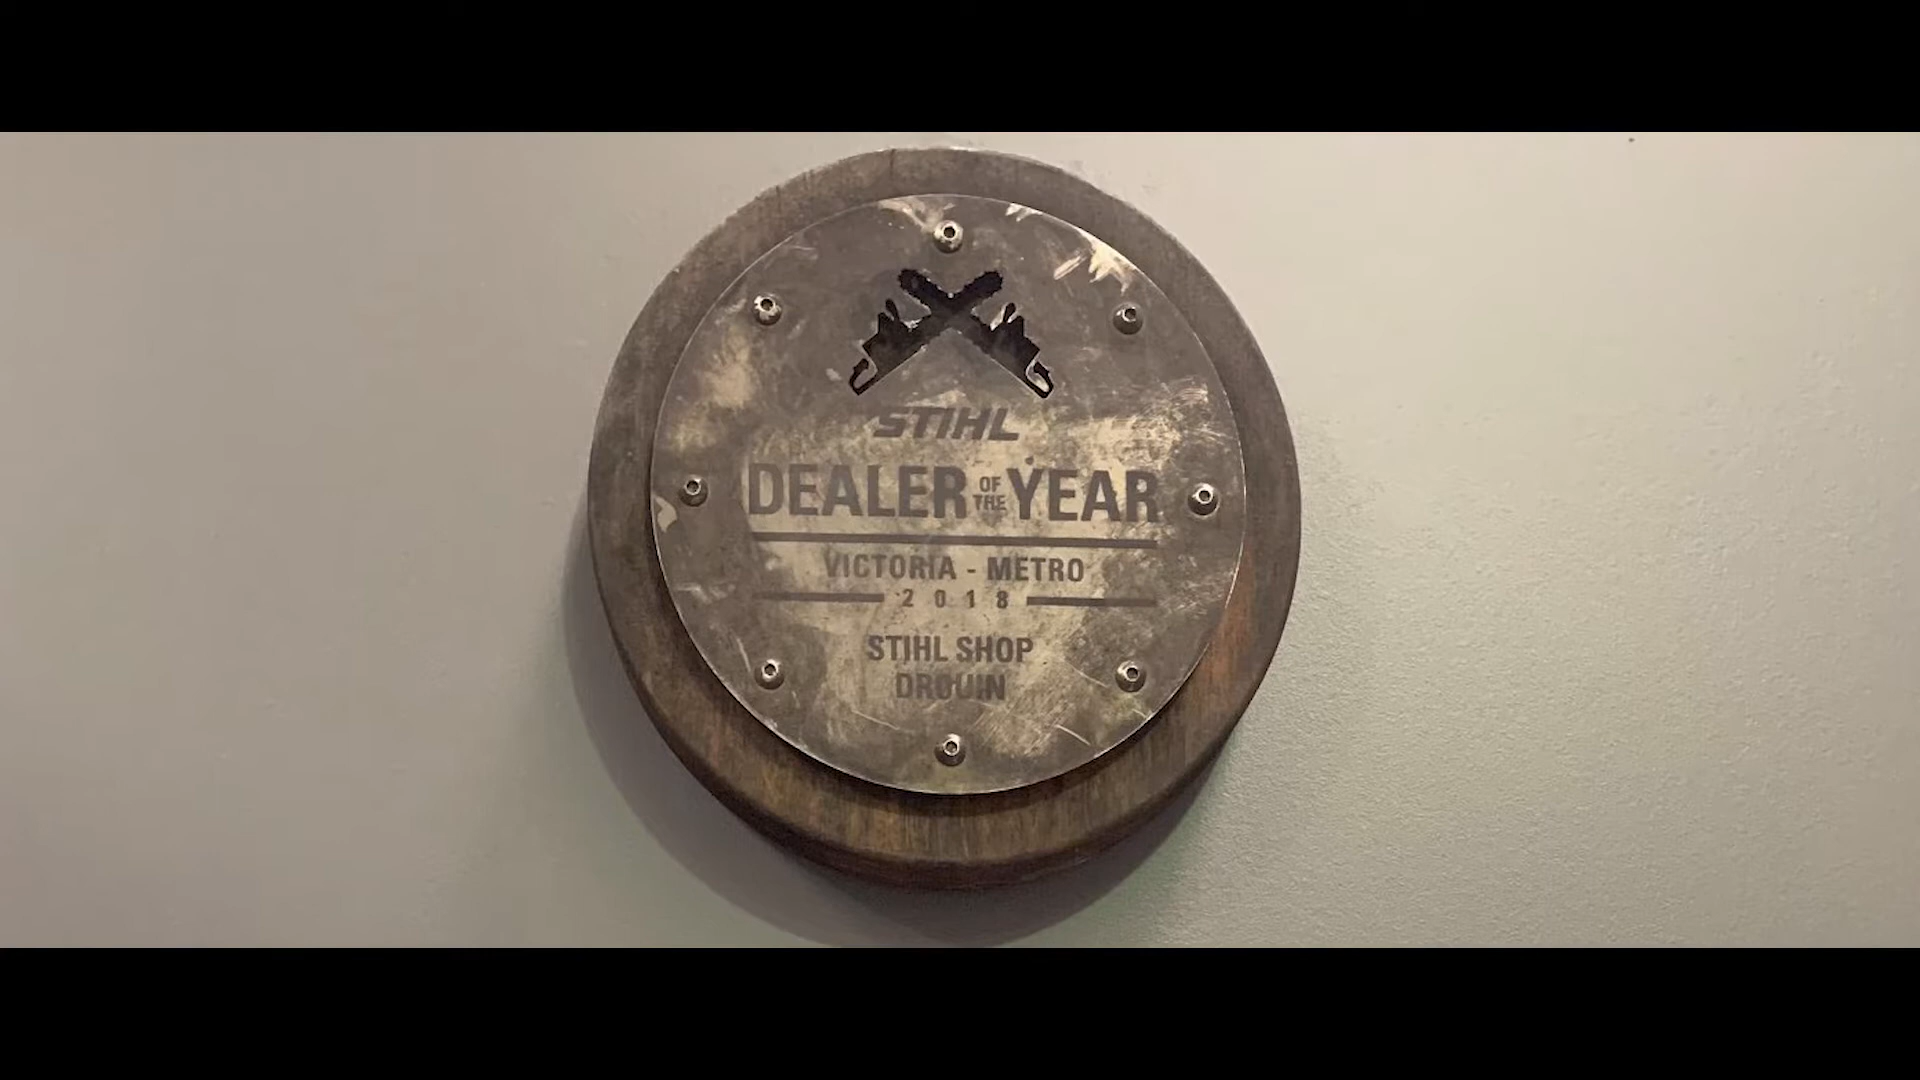 STIHL
DEALER OF THE YEAR
VICTORIA - METRO
2018
STIHL SHOP
DROUIN